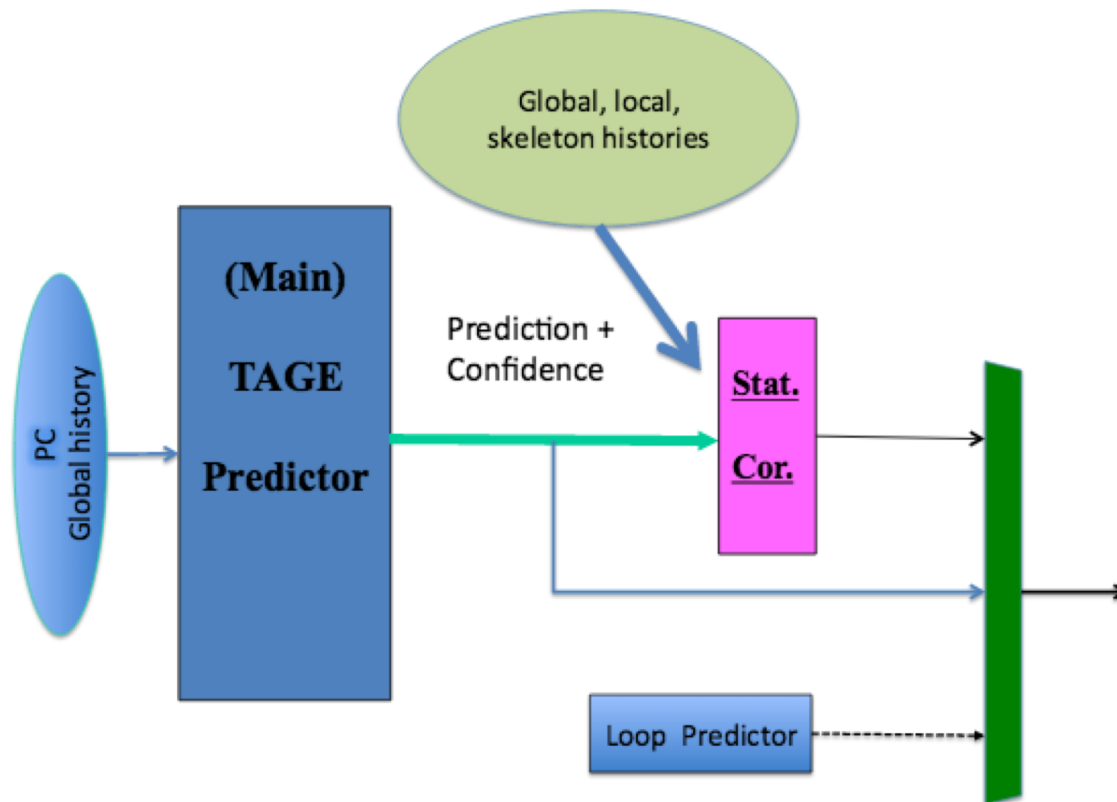 Global, local,
skeleton histories
(Main)
TAGE
Predictor
PC
Global history
Prediction +
Confidence
Stat.
Cor.
Loop Predictor